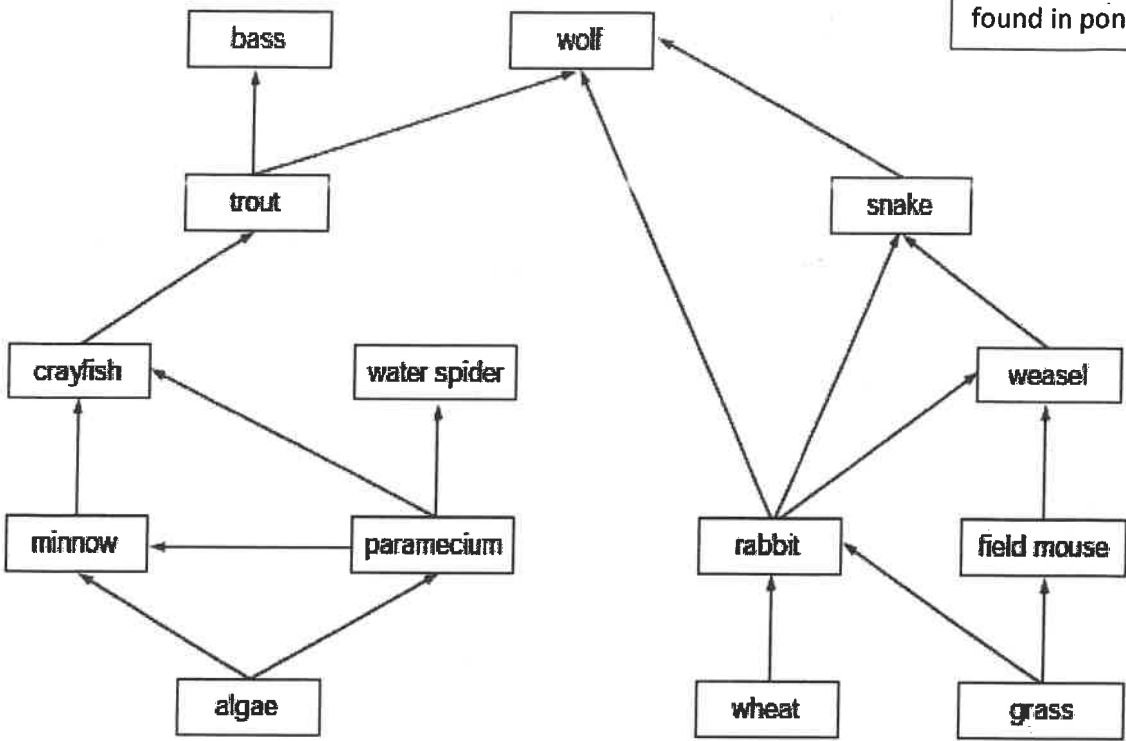 found in pon
bass
wolf
trout
snake
crayfish
water spider
weasel
minnow
paramecium
rabbit
field mouse
algae
wheat
grass